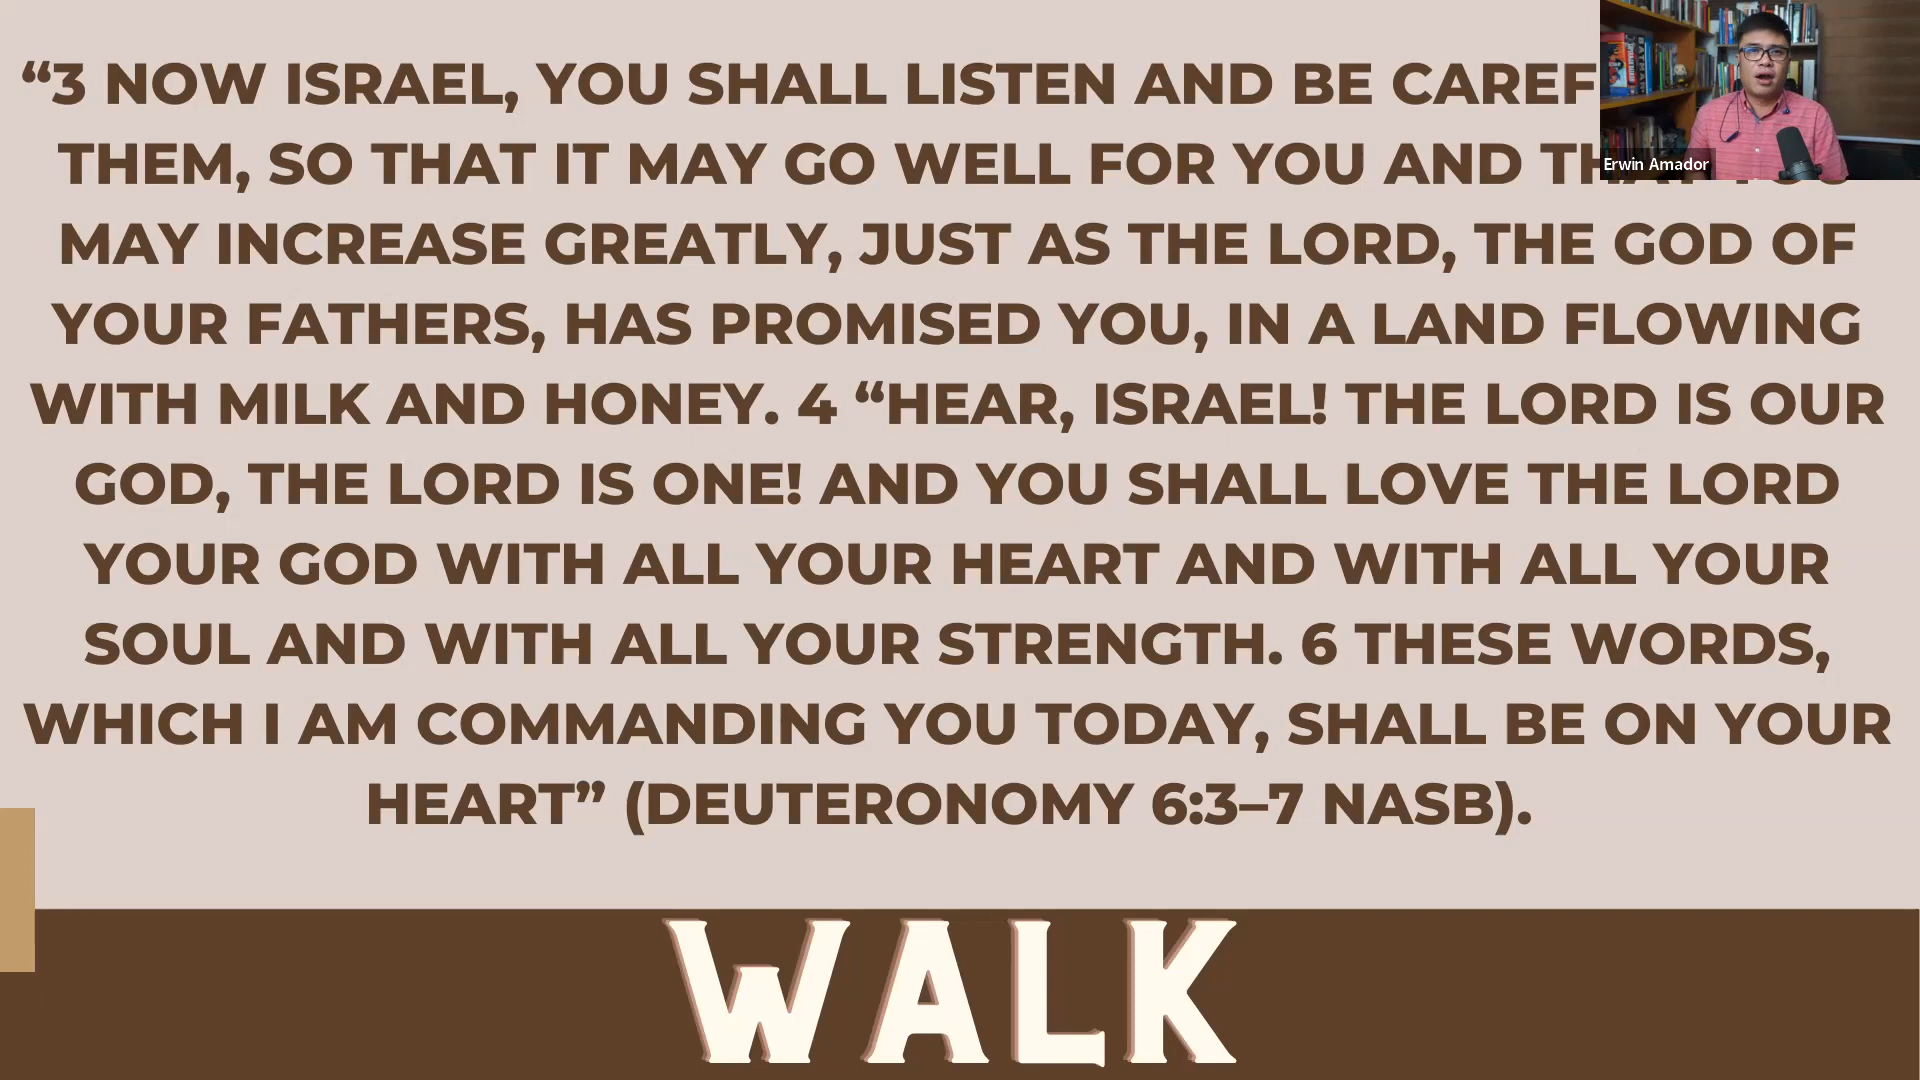 “3 NOW ISRAEL, YOU SHALL LISTEN AND BE
THEM, SO THAT IT MAY GO WELL FOR YOU AND
MAY INCREASE GREATLY, JUST AS THE LORD, THE GOD OF
YOUR FATHERS, HAS PROMISED YOU, IN A LAND FLOWING
WITH MILK AND HONEY. 4 “HEAR, ISRAEL! THE LORD IS OUR
GOD, THE LORD IS ONE! AND YOU SHALL LOVE THE LORD
YOUR GOD WITH ALL YOUR HEART AND WITH ALL YOUR
SOUL AND WITH ALL YOUR STRENGTH. 6 THESE WORDS,
WHICH I AM COMMANDING YOU TODAY, SHALL BE ON YOUR
HEART” (DEUTERONOMY 6:3–7 NASB).
WALK
Erwin Amador